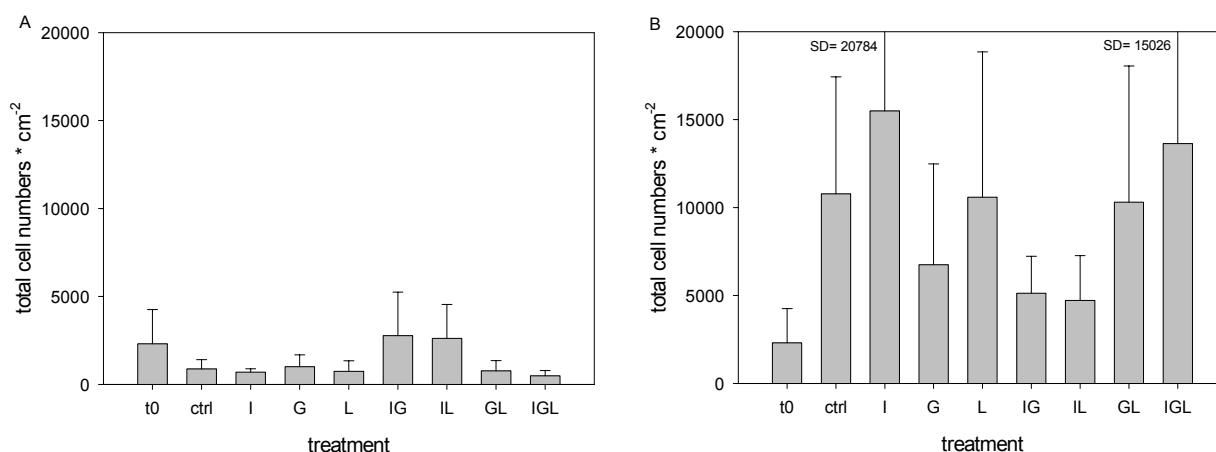 A
total cell numbers * cm-2
20000
15000
10000
5000
0
t0 ctrl I G L IG IL GL IGL
treatment
B
total cell numbers * cm-2
20000
15000
10000
5000
0
SD= 20784
SD= 15026
t0 ctrl I G L IG IL GL IGL
treatment